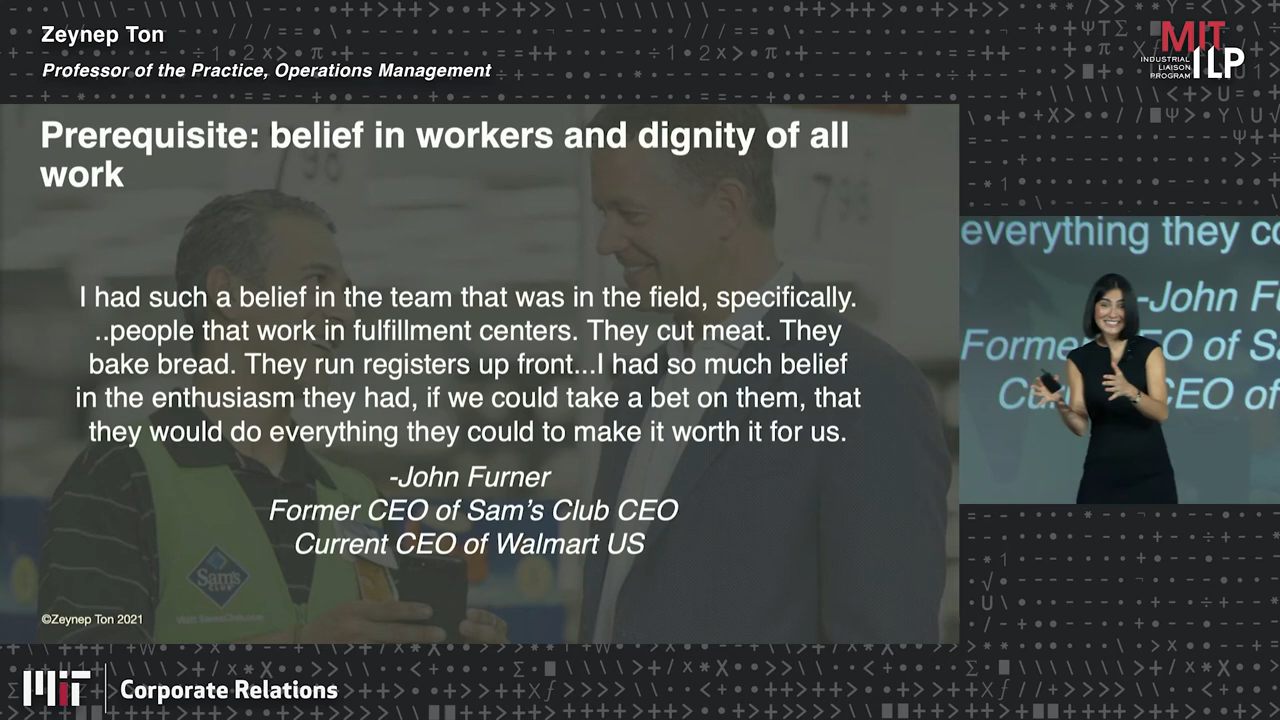 Zeynep Ton
Professor of the Practice, Operations Management
MIT
INDUSTRIAL
LIAISON
PROGRAM
ILP
Prerequisite: belief in workers and dignity of all
work
I had such a belief in the team that was in the field, specifically.
..people that work in fulfillment centers. They cut meat. They
bake bread. They run registers up front...I had so much belief
in the enthusiasm they had, if we could take a bet on them, that
they would do everything they could to make it worth it for us.
-John Furner
Former CEO of Sam's Club CEO
Current CEO of Walmart US
Sam's
CLUB
©Zeynep Ton 2021
everything they co
-John F
Forme EO of Sa
Cu CEO of
MIT
Corporate Relations